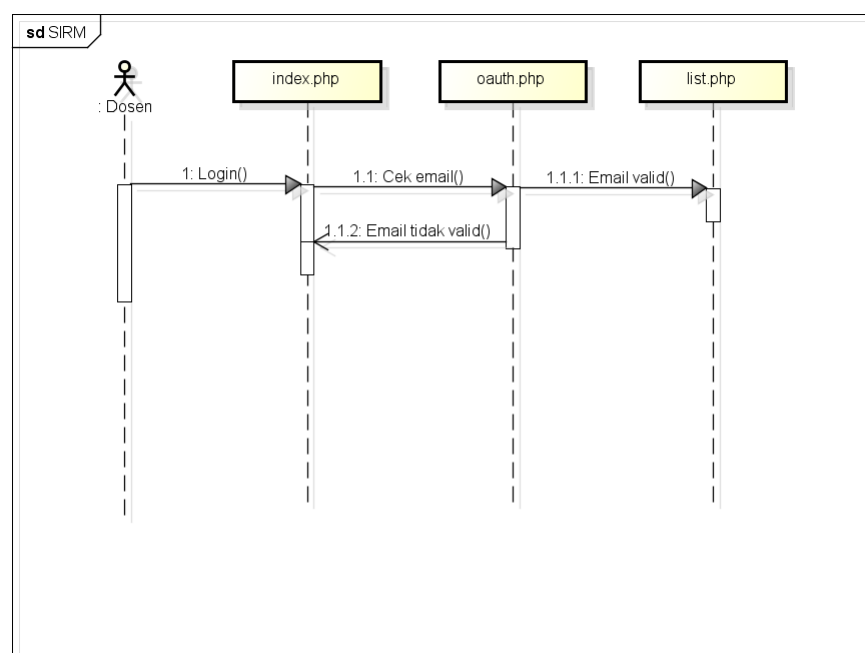 sd SIRM
: Dosen
index.php
oauth.php
list.php
1: Login()
1.1: Cek email()
1.1.1: Email valid()
1.1.2: Email tidak valid()